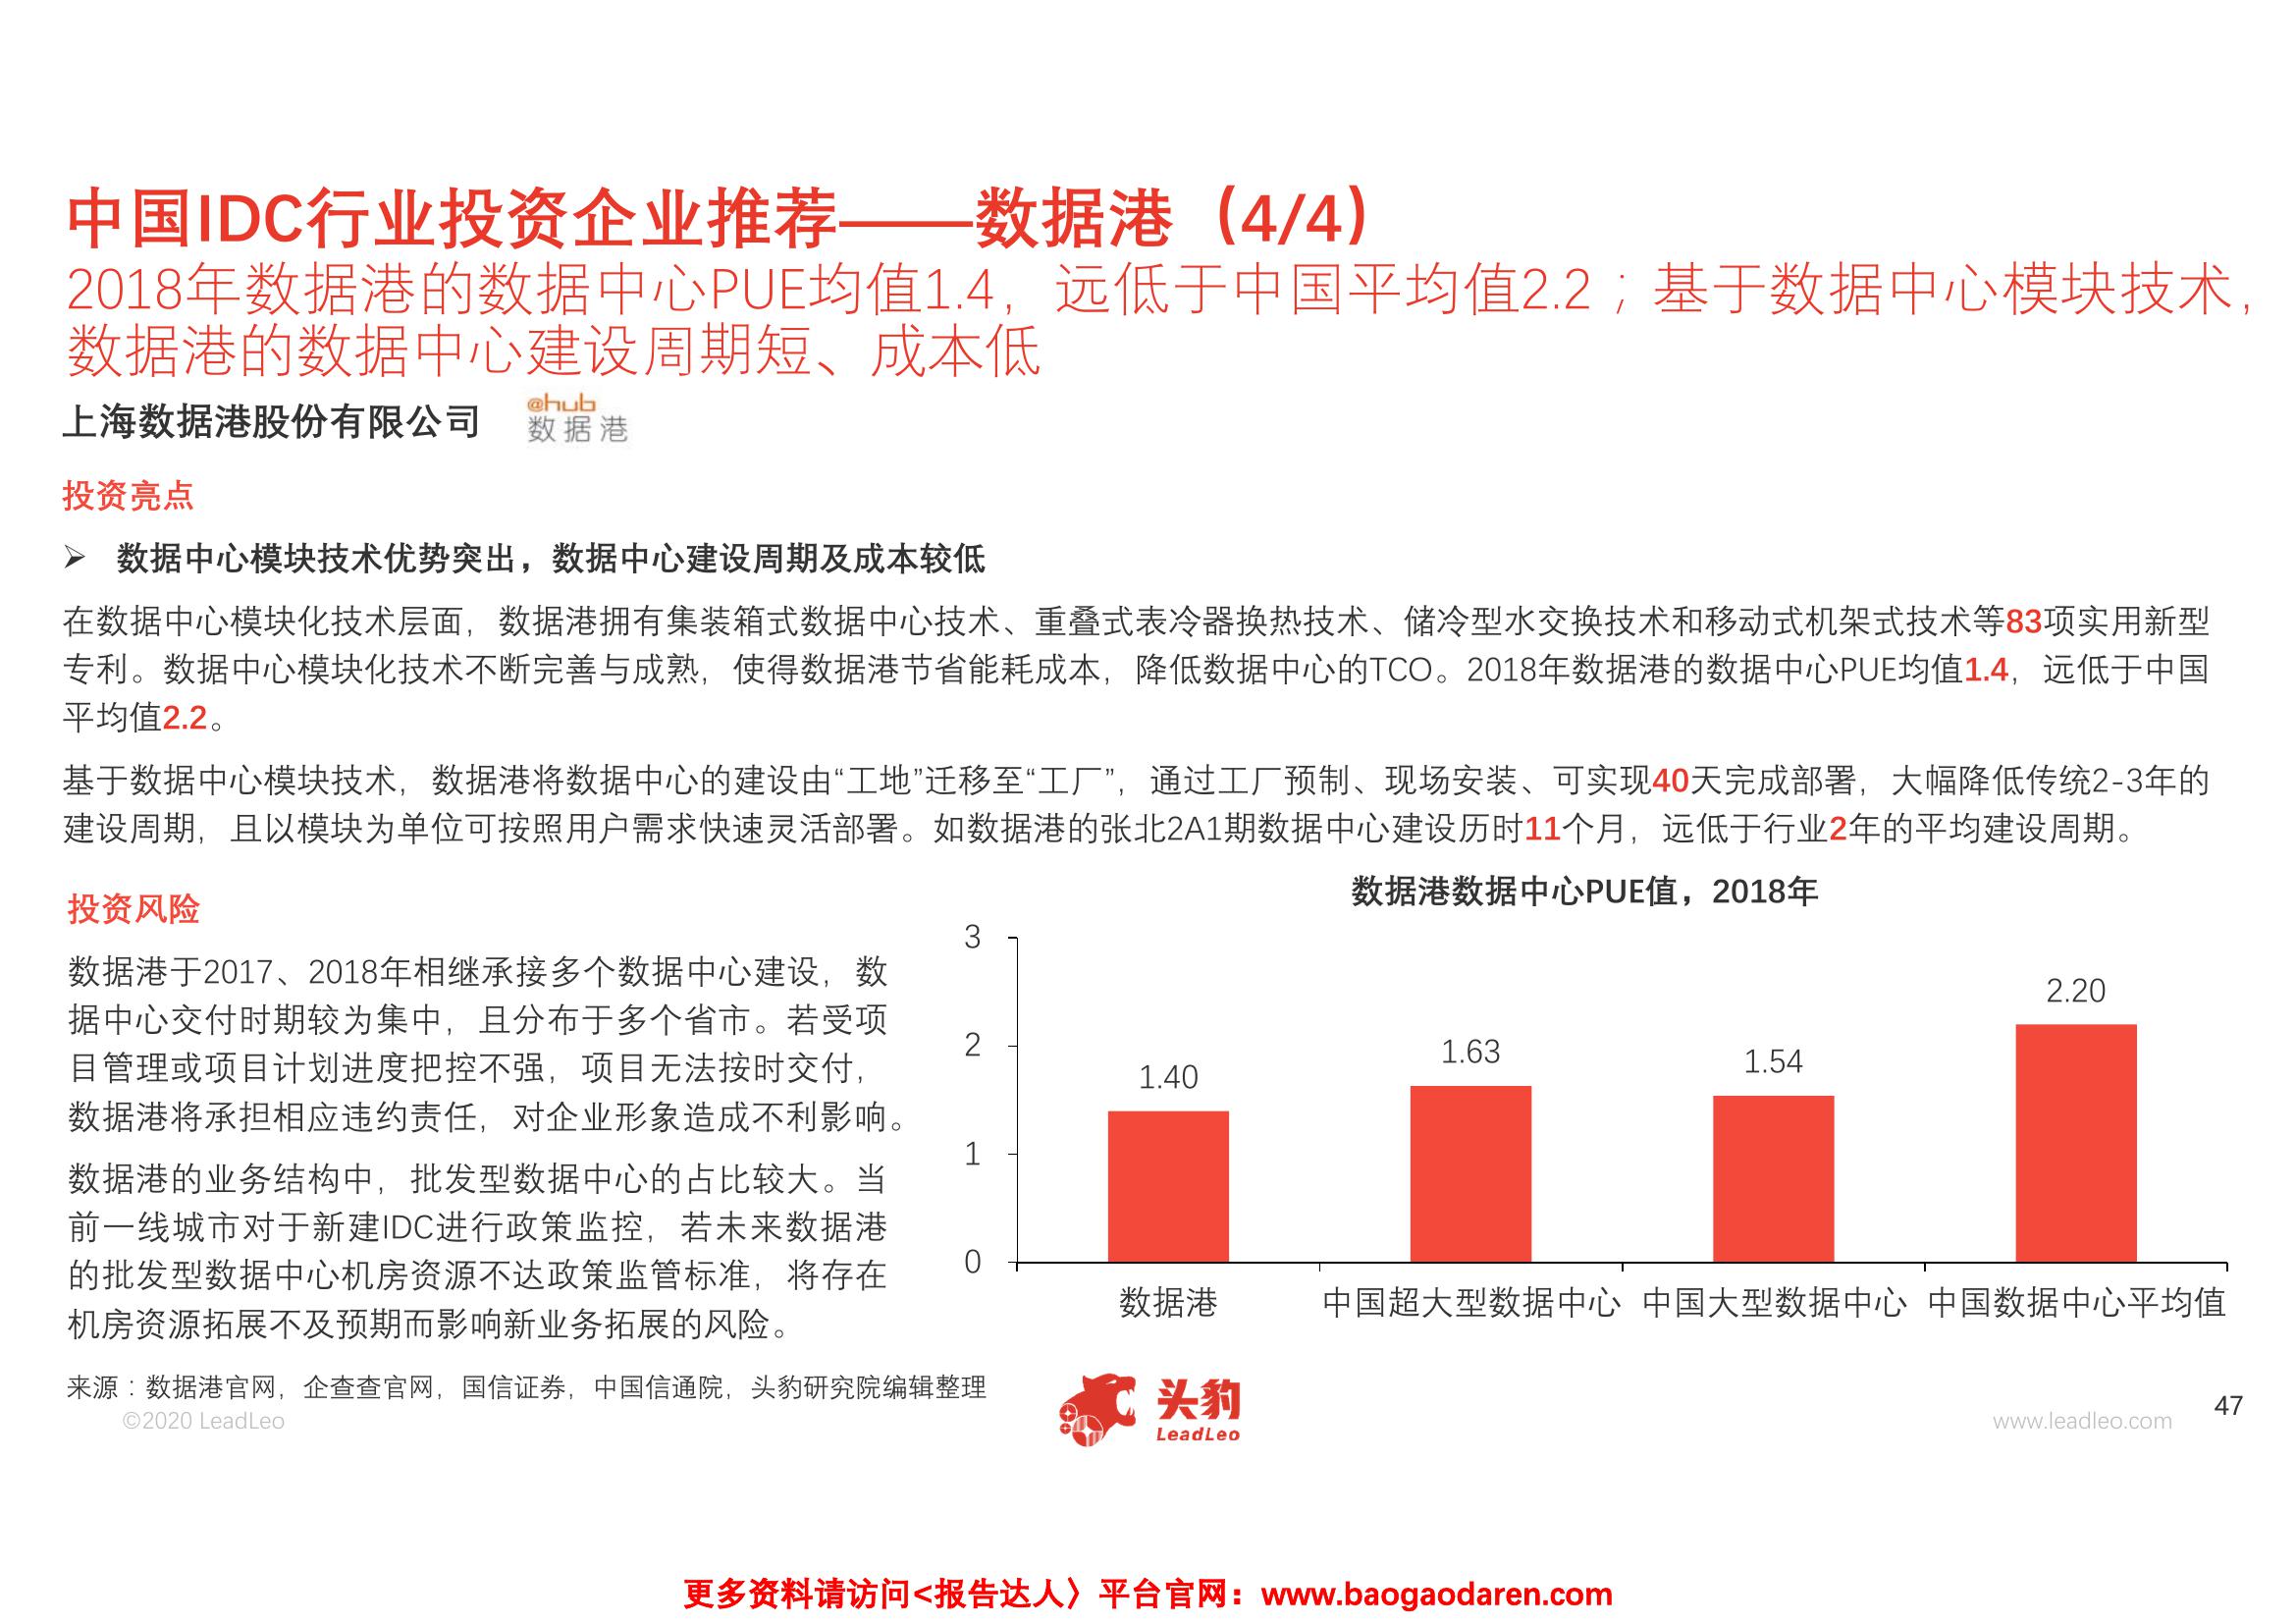 中国IDC行业投资企业推荐——数据港（4/4）
2018年数据港的数据中心PUE均值1.4，远低于中国平均值2.2；基于数据中心模块技术，
数据港的数据中心建设周期短、成本低
上海数据港股份有限公司
@hub
数据港
投资亮点
➢ 数据中心模块技术优势突出，数据中心建设周期及成本较低
在数据中心模块化技术层面，数据港拥有集装箱式数据中心技术、重叠式表冷器换热技术、储冷型水交换技术和移动式机架式技术等83项实用新型
专利。数据中心模块化技术不断完善与成熟，使得数据港节省能耗成本，降低数据中心的TCO。2018年数据港的数据中心PUE均值1.4，远低于中国
平均值2.2。
基于数据中心模块技术，数据港将数据中心的建设由“工地”迁移至“工厂”，通过工厂预制、现场安装、可实现40天完成部署，大幅降低传统2-3年的
建设周期，且以模块为单位可按照用户需求快速灵活部署。如数据港的张北2A1期数据中心建设历时11个月，远低于行业2年的平均建设周期。
投资风险
数据港于2017、2018年相继承接多个数据中心建设，数
据中心交付时期较为集中，且分布于多个省市。若受项
目管理或项目计划进度把控不强，项目无法按时交付，
数据港将承担相应违约责任，对企业形象造成不利影响。
数据港的业务结构中，批发型数据中心的占比较大。当
前一线城市对于新建IDC进行政策监控，若未来数据港
的批发型数据中心机房资源不达政策监管标准，将存在
机房资源拓展不及预期而影响新业务拓展的风险。
数据港数据中心PUE值，2018年
3
2
1
0
1.40
1.63
1.54
2.20
数据港
中国超大型数据中心
中国大型数据中心
中国数据中心平均值
来源：数据港官网，企查查官网，国信证券，中国信通院，头豹研究院编辑整理
©2020 LeadLeo
头豹
LeadLeo
www.leadleo.com
47
更多资料请访问<报告达人〉平台官网：www.baogaodaren.com